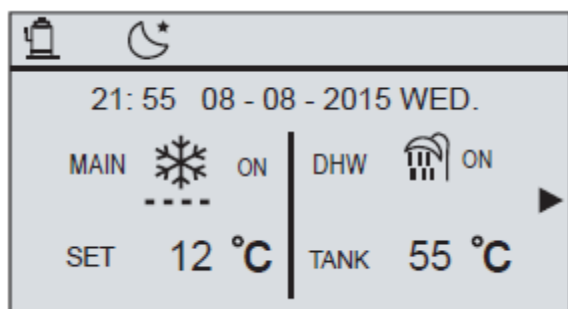 21: 55 08 - 08 - 2015 WED.
MAIN ON DHW ON
SET 12 °C TANK 55 °C